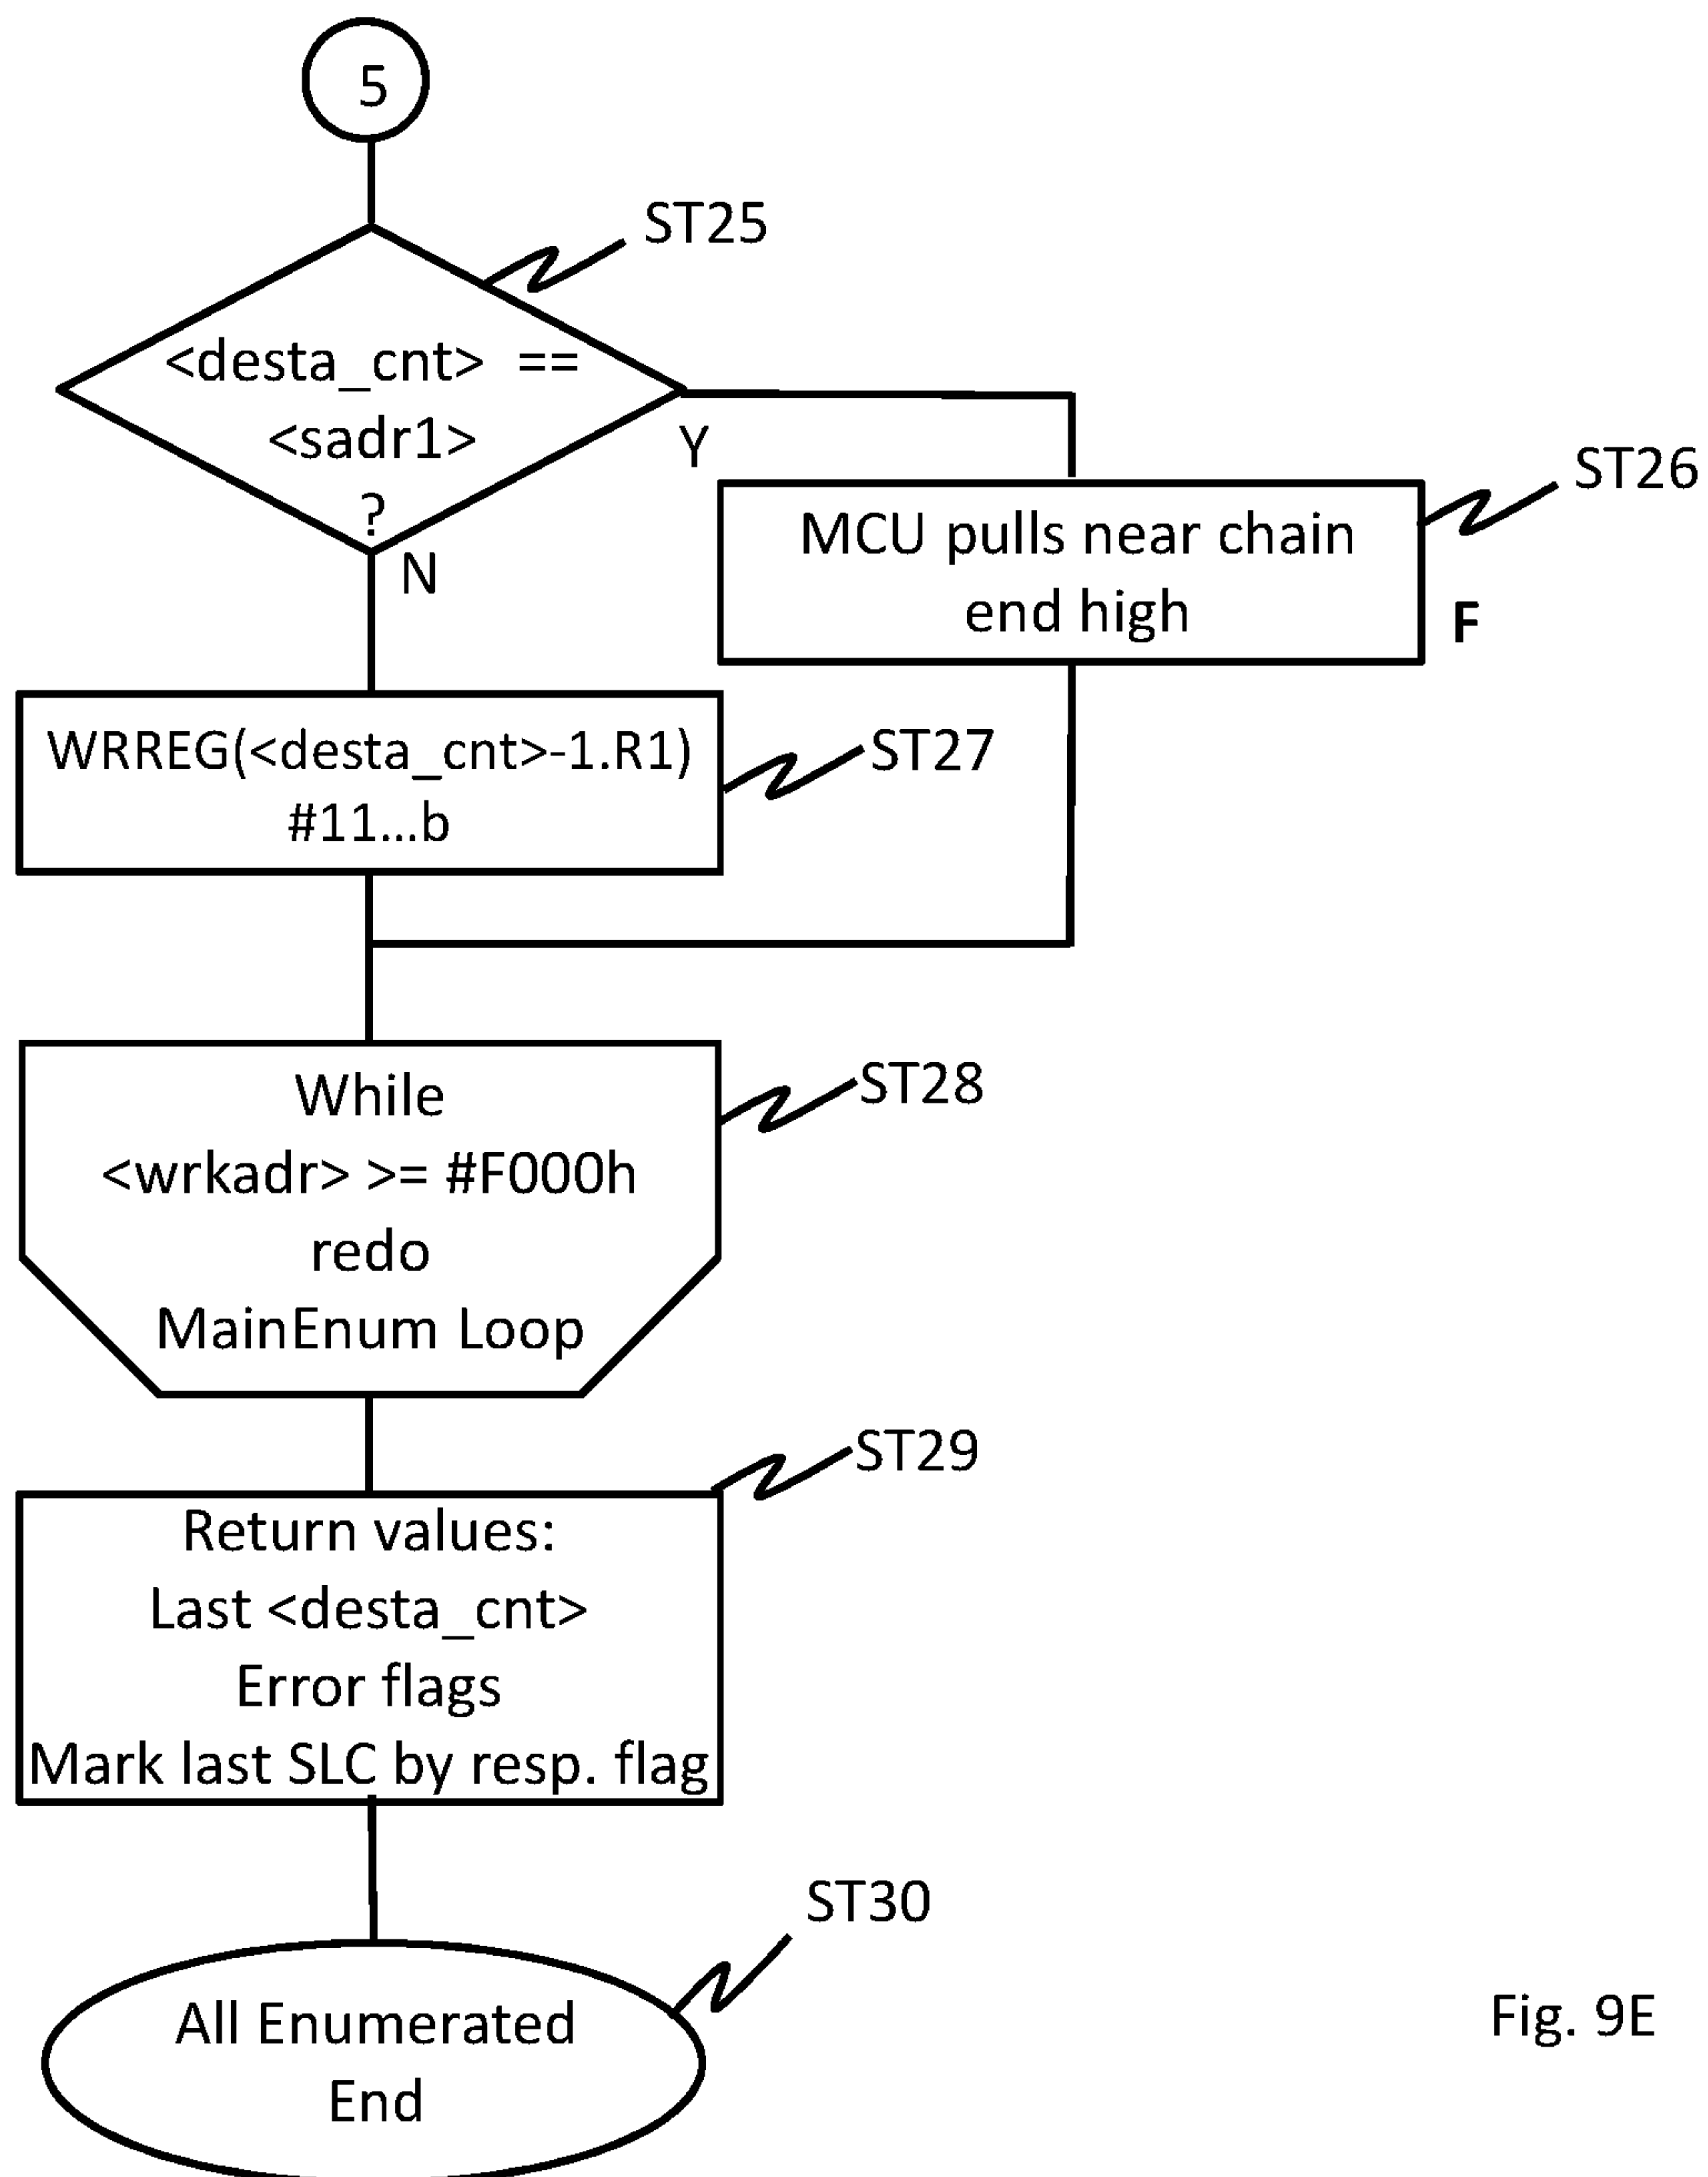 5
ST25
<desta_cnt> ==
<sadr1>
?
Y
N
ST26
MCU pulls near chain
end high
F
WRREG(<desta_cnt>-1.R1)
#11...b
ST27
While
<wrkadr> >= #F000h
redo
MainEnum Loop
ST28
ST29
Return values:
Last <desta_cnt>
Error flags
Mark last SLC by resp. flag
ST30
All Enumerated
End
Fig. 9E